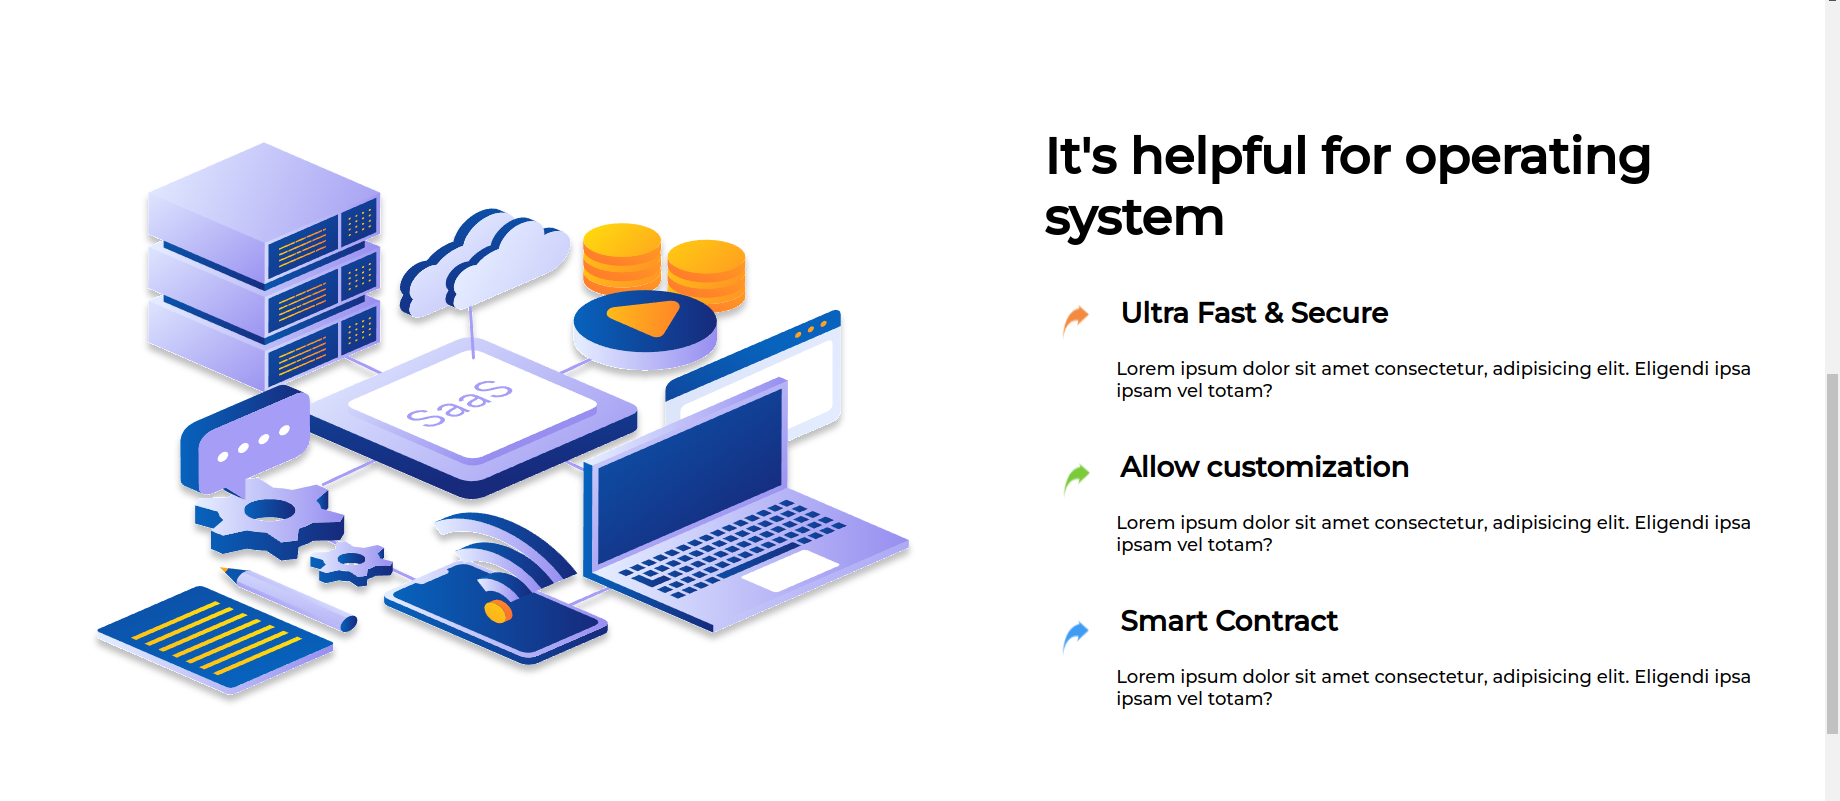 It's helpful for operating
system
SaaS
Ultra Fast & Secure
Lorem ipsum dolor sit amet consectetur, adipisicing elit. Eligendi ipsa
ipsam vel totam?
Allow customization
Lorem ipsum dolor sit amet consectetur, adipisicing elit. Eligendi ipsa
ipsam vel totam?
Smart Contract
Lorem ipsum dolor sit amet consectetur, adipisicing elit. Eligendi ipsa
ipsam vel totam?